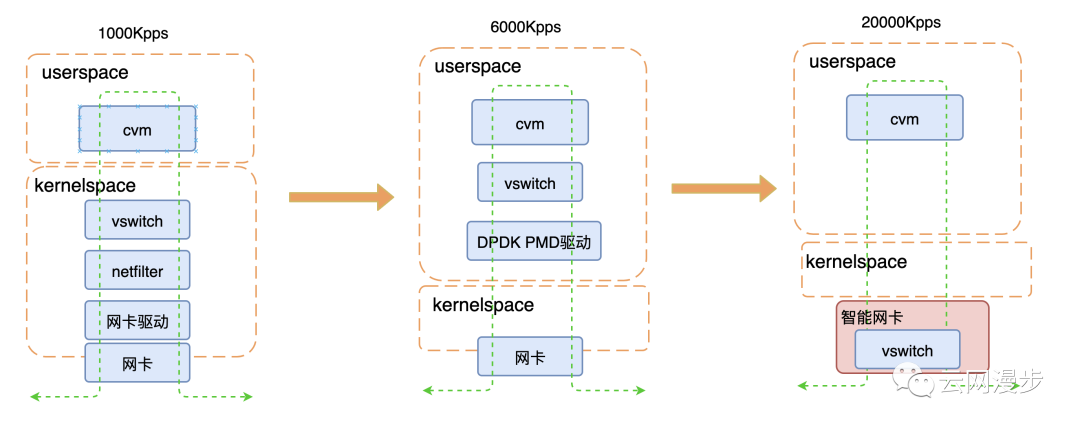 1000Kpps
userspace
cvm
kernelspace
vswitch
netfilter
网卡驱动
网卡
6000Kpps
userspace
cvm
vswitch
DPDK PMD驱动
kernelspace
网卡
20000Kpps
userspace
cvm
kernelspace
智能网卡
vswitch
云网漫步